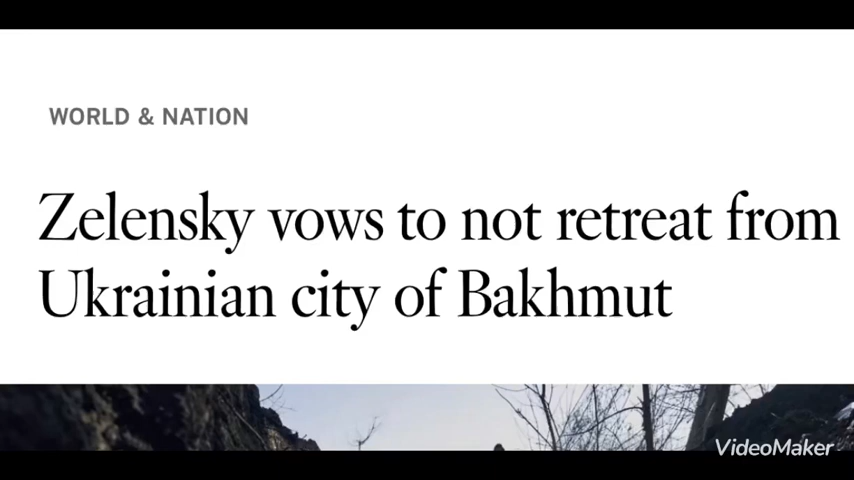 WORLD & NATION
Zelensky vows to not retreat from
Ukrainian city of Bakhmut
VideoMaker